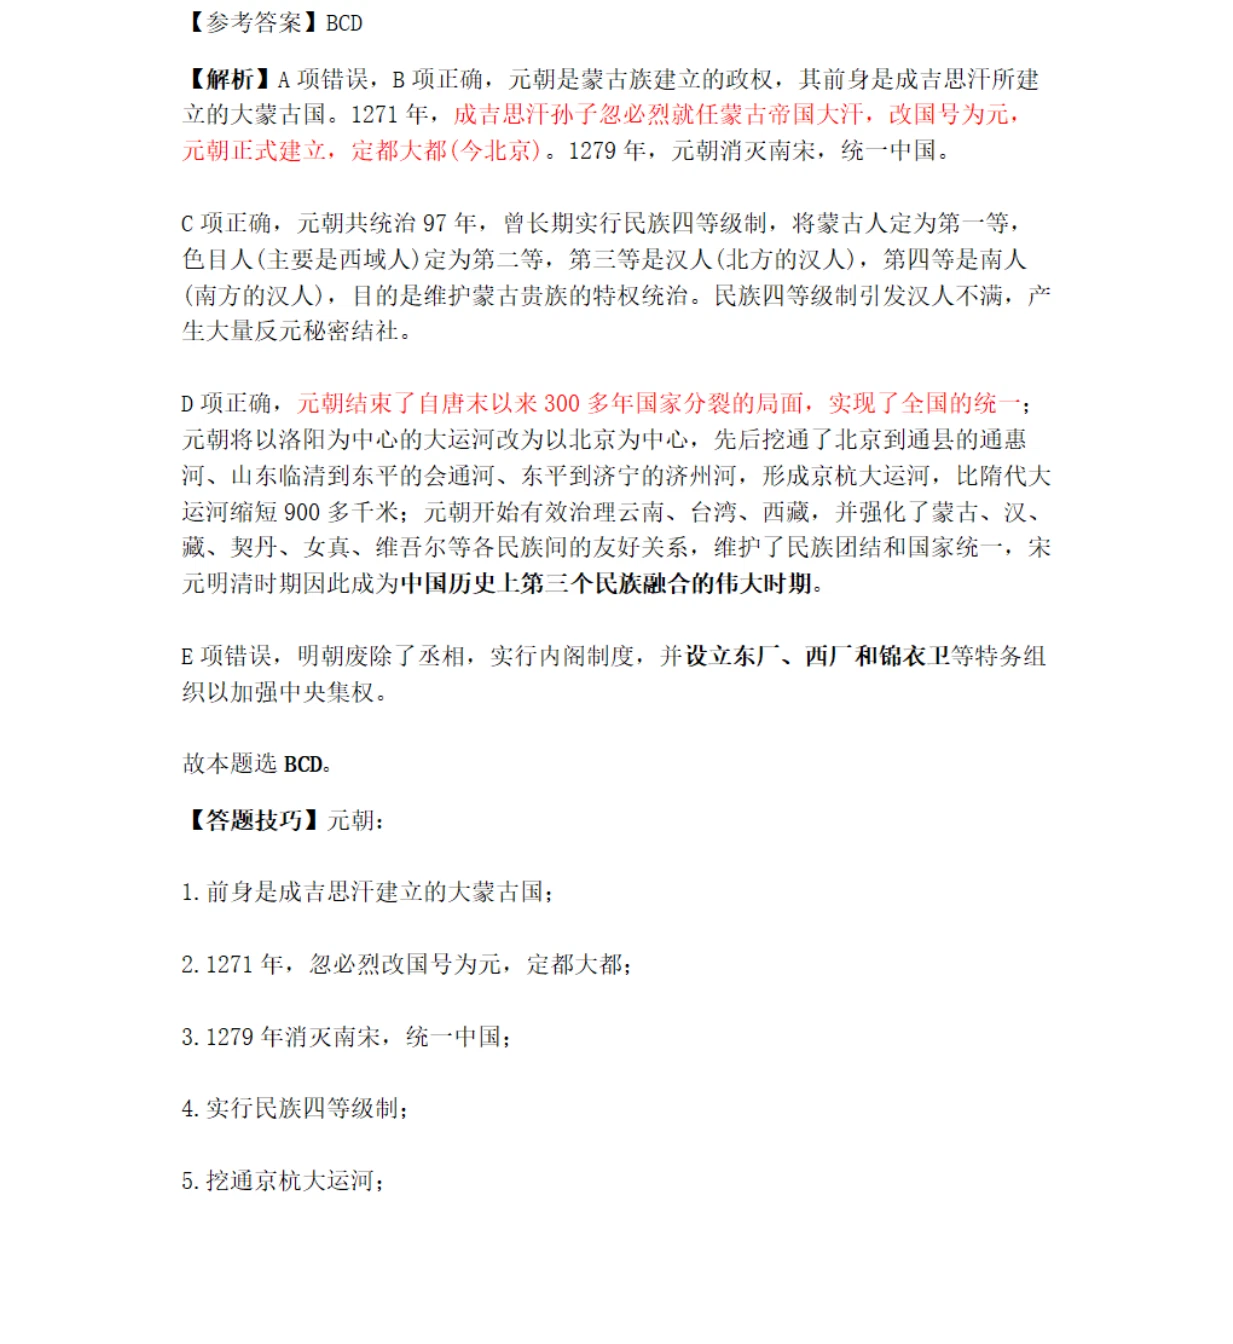 【参考答案】BCD
【解析】A 项错误，B 项正确，元朝是蒙古族建立的政权，其前身是成吉思汗所建
立的大蒙古国。1271 年，成吉思汗孙子忽必烈就任蒙古帝国大汗，改国号为元，
元朝正式建立，定都大都(今北京)。1279 年，元朝消灭南宋，统一中国。
C 项正确，元朝共统治 97 年，曾长期实行民族四等级制，将蒙古人定为第一等，
色目人(主要是西域人)定为第二等，第三等是汉人(北方的汉人)，第四等是南人
(南方的汉人)，目的是维护蒙古贵族的特权统治。民族四等级制引发汉人不满，产
生大量反元秘密结社。
D 项正确，元朝结束了自唐末以来 300 多年国家分裂的局面，实现了全国的统一；
元朝将以洛阳为中心的大运河改为以北京为中心，先后挖通了北京到通县的通惠
河、山东临清到东平的会通河、东平到济宁的济州河，形成京杭大运河，比隋代大
运河缩短 900 多千米；元朝开始有效治理云南、台湾、西藏，并强化了蒙古、汉、
藏、契丹、女真、维吾尔等各民族间的友好关系，维护了民族团结和国家统一，宋
元明清时期因此成为中国历史上第三个民族融合的伟大时期。
E 项错误，明朝废除了丞相，实行内阁制度，并设立东厂、西厂和锦衣卫等特务组
织以加强中央集权。
故本题选 BCD。
【答题技巧】元朝：
1.前身是成吉思汗建立的大蒙古国；
2.1271 年，忽必烈改国号为元，定都大都；
3.1279 年消灭南宋，统一中国；
4.实行民族四等级制；
5.挖通京杭大运河；